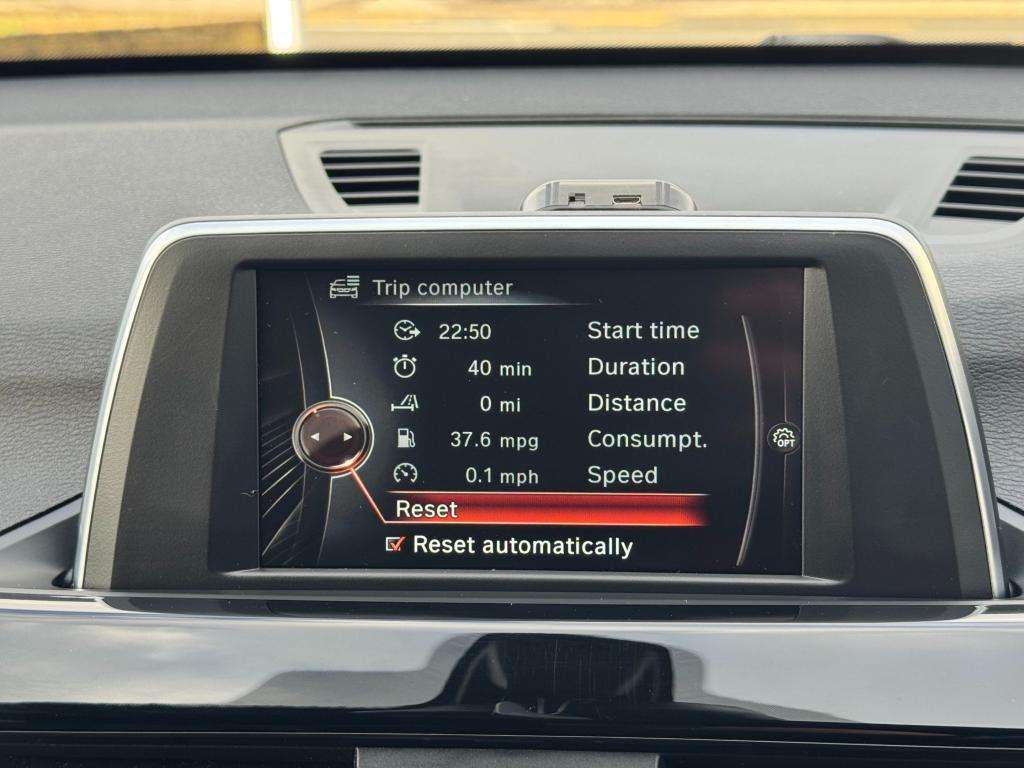 Trip computer
22:50 Start time
40 min Duration
0 mi Distance
37.6 mpg Consumpt.
0.1 mph Speed
OPT
Reset
Reset automatically